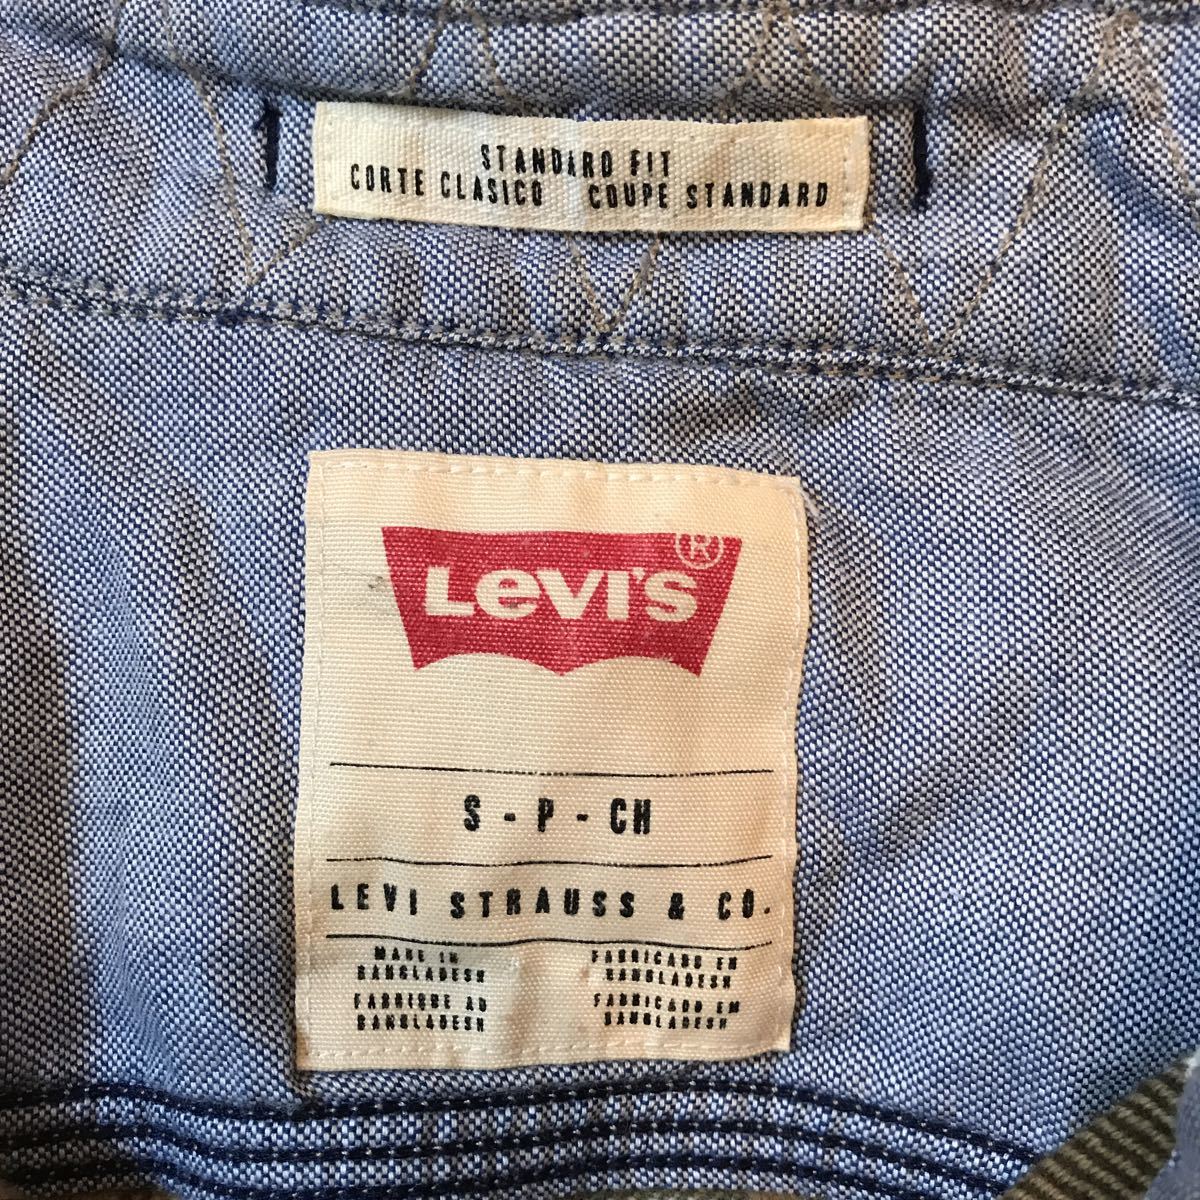 STANDARD FIT
CORTE CLASICO COUPE STANDARD
LEVI'S ®
S - P - CH
LEVI STRAUSS & CO.
MADE IN
BANGLADESH
FABRIQUE AU
BANGLADESH
FABRICADO EN
BANGLADESH
FABRICADO EM
BANGLADESH